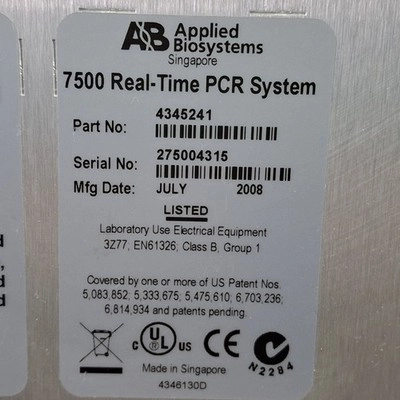 AB Applied
Biosystems
Singapore
7500 Real-Time PCR System
Part No: 4345241
Serial No: 275004315
Mfg Date: JULY 2008
LISTED
Laboratory Use Electrical Equipment
3Z77, EN61326; Class B, Group 1
Covered by one or more of US Patent Nos.
5,083,852; 5,333,675; 5,475,610; 6,703,236;
6,814,934 and patents pending.
C UL US CE N2284
Made in Singapore
4346130D
d
,
d
d